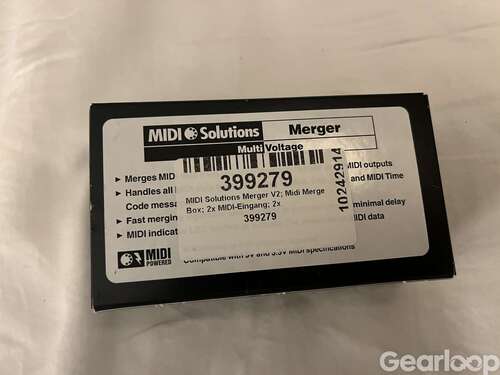 MIDI Solutions Merger
Multi Voltage
Merges MID
MIDI outputs
Handles all
and MIDI Time
Code messa
Fast mergin
minimal delay
MIDI indicat
MIDI data
399279
MIDI Solutions Merger V2; Midi Merge
Box; 2x MIDI-Eingang; 2x
399279
10242914
MIDI
POWERED
Compatible with 5V and 3.3V MIDI specifications
Gearloop